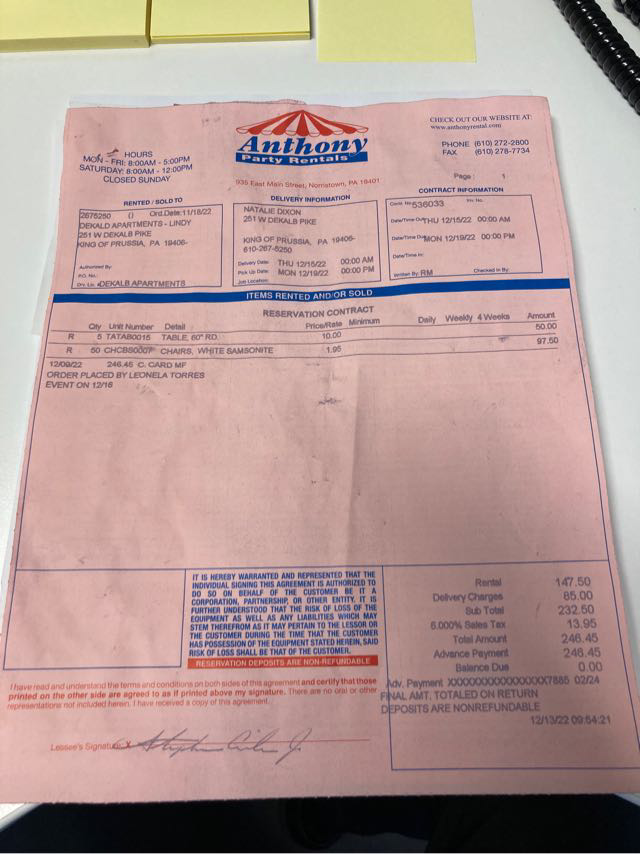 Anthony
Party Rentals
935 East Main Street, Norristown, PA 19401
HOURS
MON - FRI: 8:00AM - 5:00PM
SATURDAY: 8:00AM - 12:00PM
CLOSED SUNDAY
CHECK OUT OUR WEBSITE AT:
www.anthonyrental.com
PHONE (610) 272-2800
FAX (610) 278-7734
Page: 1
RENTED / SOLD TO
2676250 () Ord.Date:11/18/22
DEKALD APARTMENTS - LINDY
251 W DEKALB PIKE
KING OF PRUSSIA, PA 19406-
Authorized By:
P.O. No.:
Drv. Lic. #DEKALB APARTMENTS
DELIVERY INFORMATION
NATALIE DIXON
251 W DEKALB PIKE
KING OF PRUSSIA, PA 19406-
610-267-5250
Delivery Date: THU 12/15/22 00:00 AM
Pick Up Date: MON 12/19/22 00:00 PM
Job Location:
CONTRACT INFORMATION
Contr. No 536033 Inv. No.
Date/Time Out THU 12/15/22 00:00 AM
Date/Time Due MON 12/19/22 00:00 PM
Date/Time In:
Written By: RM Checked In By:
ITEMS RENTED AND/OR SOLD
RESERVATION CONTRACT
Qty Unit Number Detail Price/Rate Minimum Daily Weekly 4 Weeks Amount
R 5 TATAB0015 TABLE, 60" RD. 10.00 50.00
R 50 CHCBS0007 CHAIRS, WHITE SAMSONITE 1.95 97.50
12/09/22 246.45 C. CARD MF
ORDER PLACED BY LEONELA TORRES
EVENT ON 12/16
IT IS HEREBY WARRANTED AND REPRESENTED THAT THE
INDIVIDUAL SIGNING THIS AGREEMENT IS AUTHORIZED TO
DO SO ON BEHALF OF THE CUSTOMER BE IT A
CORPORATION, PARTNERSHIP, OR OTHER ENTITY. IT IS
FURTHER UNDERSTOOD THAT THE RISK OF LOSS OF THE
EQUIPMENT AS WELL AS ANY LIABILITIES WHICH MAY
STEM THEREFROM AS IT MAY PERTAIN TO THE LESSOR OR
THE CUSTOMER DURING THE TIME THAT THE CUSTOMER
HAS POSSESSION OF THE EQUIPMENT STATED HEREIN, SAID
RISK OF LOSS SHALL BE THAT OF THE CUSTOMER.
RESERVATION DEPOSITS ARE NON-REFUNDABLE
Rental 147.50
Delivery Charges 85.00
Sub Total 232.50
6.000% Sales Tax 13.95
Total Amount 246.45
Advance Payment 246.45
Balance Due 0.00
Adv. Payment XXXXXXXXXXXXXXXXX7885 02/24
FINAL AMT. TOTALED ON RETURN
DEPOSITS ARE NONREFUNDABLE
12/13/22 09:54:21
I have read and understand the terms and conditions on both sides of this agreement and certify that those
printed on the other side are agreed to as if printed above my signature. There are no oral or other
representations not included herein. I have received a copy of this agreement.
Lessee's Signature X